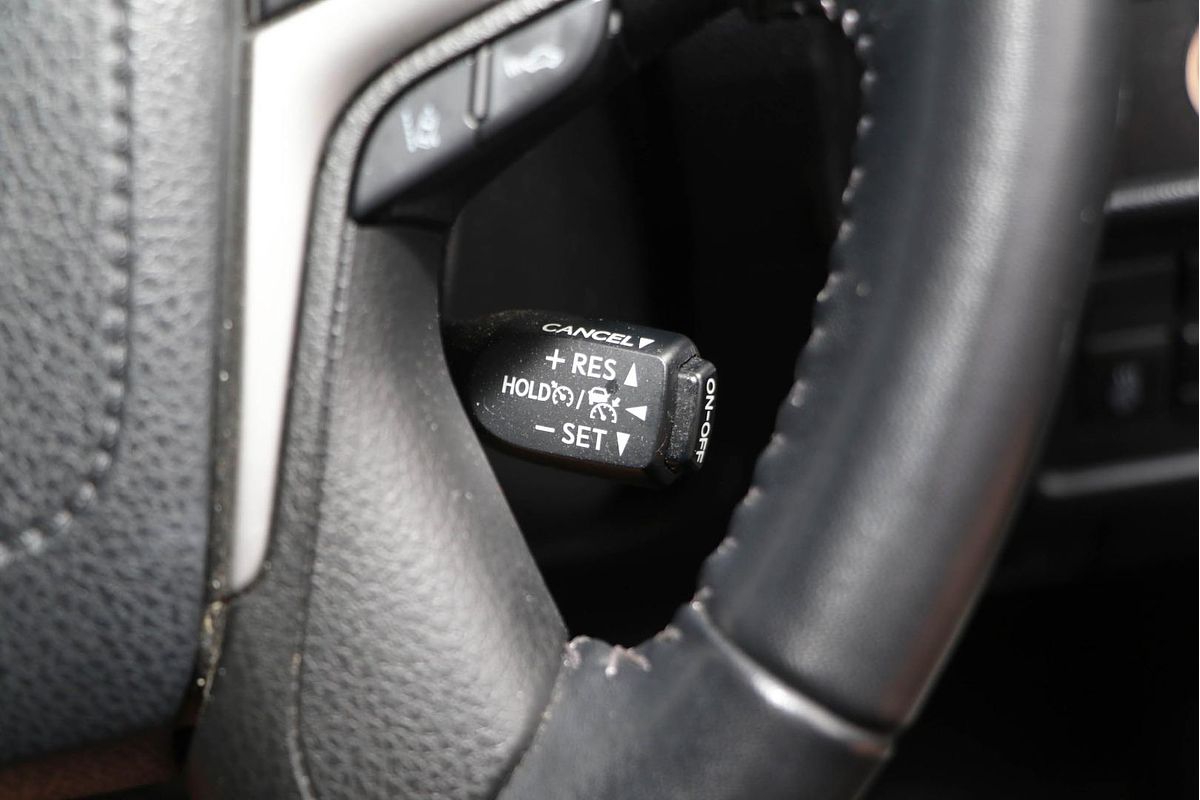 CANCEL
+ RES
HOLD /
- SET
ON-OFF